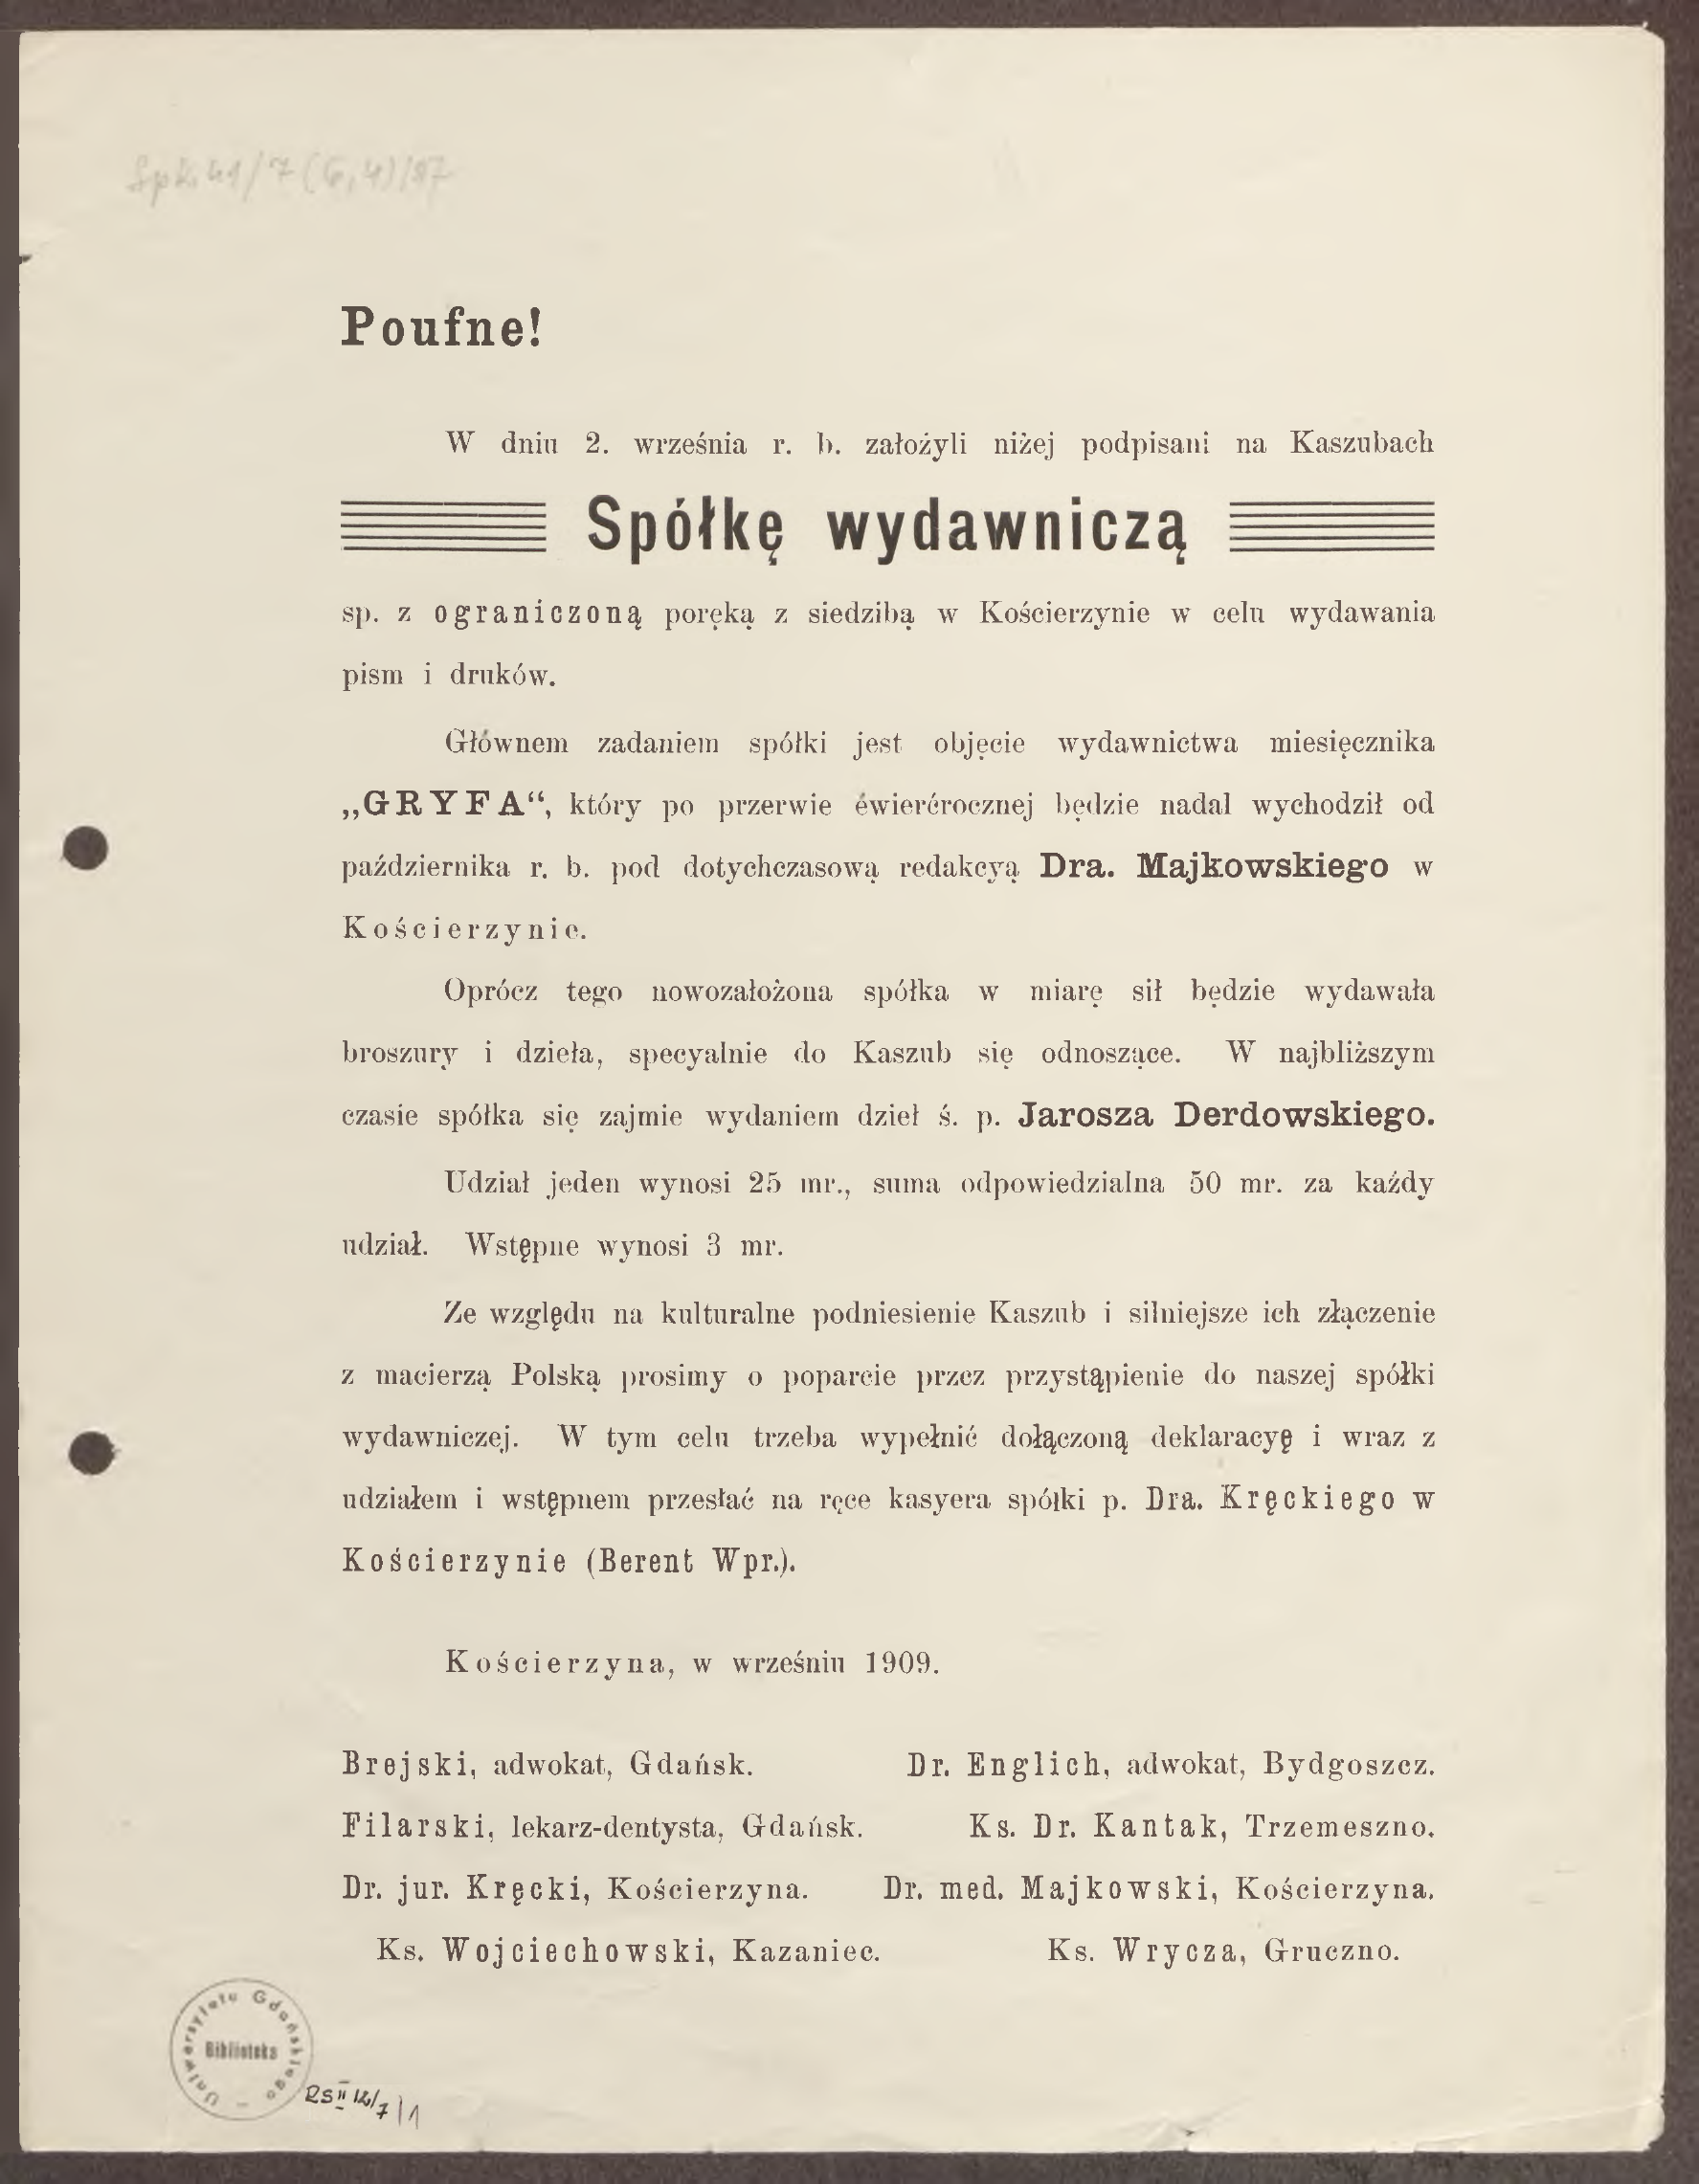 Spk. 41/7 (6,4)/87
Poufne!
W dniu 2. września r. b. założyli niżej podpisani na Kaszubach
Spółkę wydawniczą
sp. z ograniczoną poręką z siedzibą w Kościerzynie w celu wydawania
pism i druków.
Głównem zadaniem spółki jest objęcie wydawnictwa miesięcznika
„GRYFA“, który po przerwie ćwierćrocznej będzie nadal wychodził od
października r. b. pod dotychczasową redakcyą Dra. Majkowskiego w
Kościerzynie.
Oprócz tego nowozałożona spółka w miarę sił będzie wydawała
broszury i dzieła, specyalnie do Kaszub się odnoszące. W najbliższym
czasie spółka się zajmie wydaniem dzieł ś. p. Jarosza Derdowskiego.
Udział jeden wynosi 25 mr., suma odpowiedzialna 50 mr. za każdy
udział. Wstępne wynosi 3 mr.
Ze względu na kulturalne podniesienie Kaszub i silniejsze ich złączenie
z macierzą Polską prosimy o poparcie przez przystąpienie do naszej spółki
wydawniczej. W tym celu trzeba wypełnić dołączoną deklaracyę i wraz z
udziałem i wstępnem przesłać na ręce kasyera spółki p. Dra. Kręckiego w
Kościerzynie (Berent Wpr.).
Kościerzyna, w wrześniu 1909.
Brejski, adwokat, Gdańsk. Dr. Englich, adwokat, Bydgoszcz.
Filarski, lekarz-dentysta, Gdańsk. Ks. Dr. Kantak, Trzemeszno.
Dr. jur. Kręcki, Kościerzyna. Dr. med. Majkowski, Kościerzyna.
Ks. Wojciechowski, Kazaniec. Ks. Wrycza, Gruczno.
Uniwersytetu Gdańskiego
Biblioteka